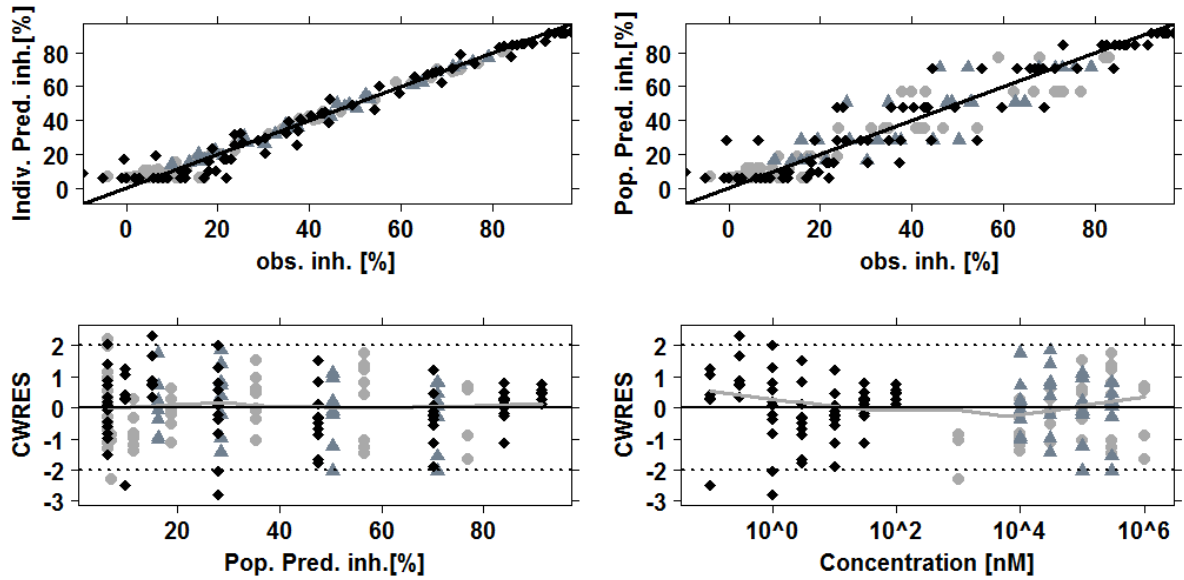 Indiv. Pred. inh.[%]
80
60
40
20
0
0 20 40 60 80
obs. inh. [%]
Pop. Pred. inh.[%]
80
60
40
20
0
0 20 40 60 80
obs. inh. [%]
CWRES
2
1
0
-1
-2
-3
20 40 60 80
Pop. Pred. inh.[%]
CWRES
2
1
0
-1
-2
-3
10^0 10^2 10^4 10^6
Concentration [nM]